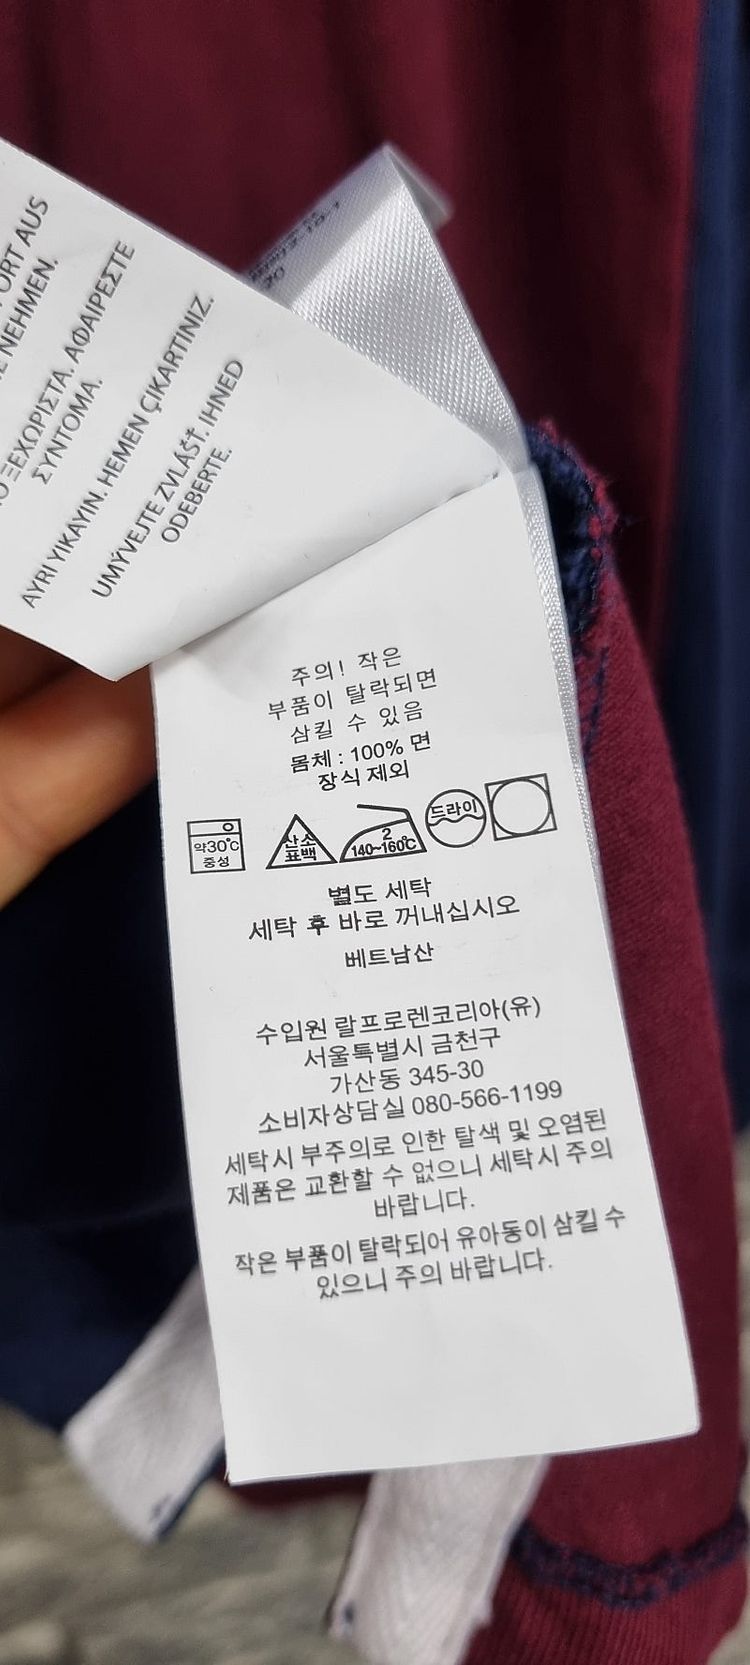 ORT AUS
NEHMEN.
ΞΕΧΩΡΙΣΤΑ. ΑΦΑΙΡΕΣΤΕ
ΣΥΝΤΟΜΑ.
AYRI YIKAYIN. HEMEN ÇIKARTINIZ.
UMÝVEJTE ZVLÁŠŤ. IHNED
ODEBERTE.
주의! 작은
부품이 탈락되면
삼킬 수 있음
몸체 : 100% 면
장식 제외
약30℃
중성
산소
표백
2
140~160℃
드라이
별도 세탁
세탁 후 바로 꺼내십시오
베트남산
수입원 랄프로렌코리아(유)
서울특별시 금천구
가산동 345-30
소비자상담실 080-566-1199
세탁시 부주의로 인한 탈색 및 오염된
제품은 교환할 수 없으니 세탁시 주의
바랍니다.
작은 부품이 탈락되어 유아동이 삼킬 수
있으니 주의 바랍니다.